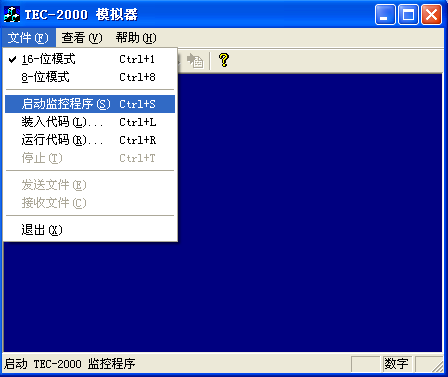 TEC-2000 模拟器
文件(F) 查看(V) 帮助(H)
✓ 16-位模式 Ctrl+1
8-位模式 Ctrl+8
启动监控程序(S) Ctrl+S
装入代码(L)... Ctrl+L
运行代码(R)... Ctrl+R
停止(T) Ctrl+T
发送文件(E)
接收文件(C)
退出(X)
启动 TEC-2000 监控程序 数字